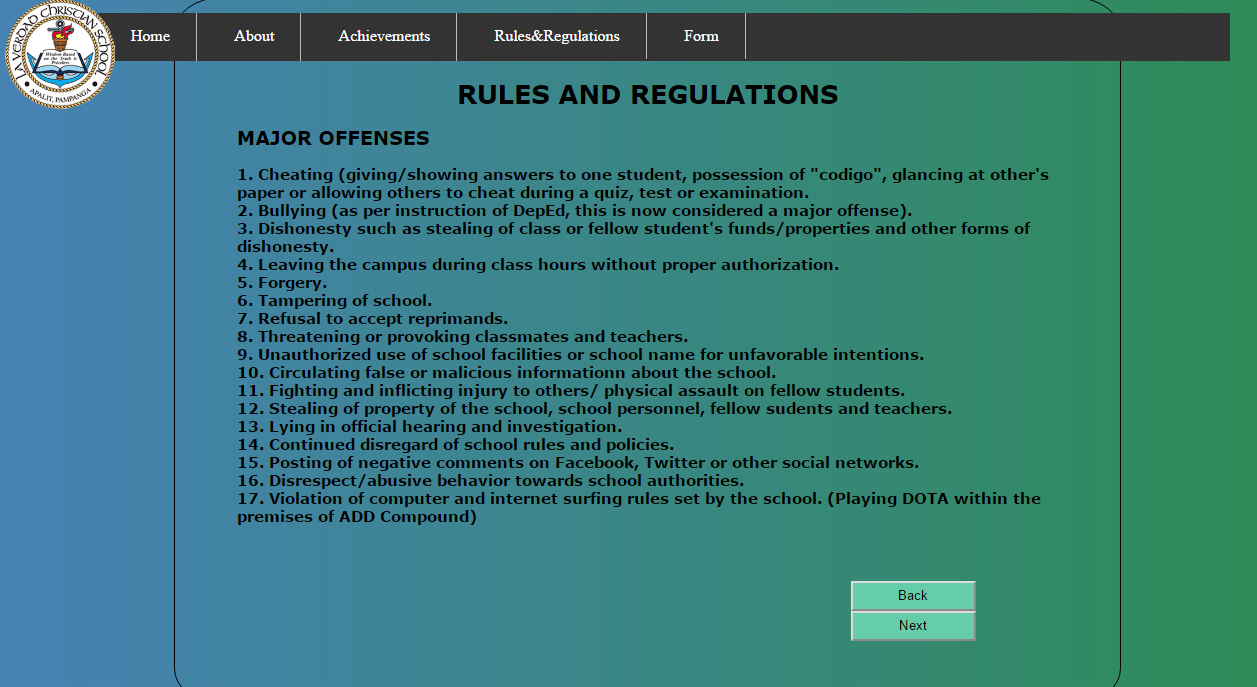 LA VERDAD CHRISTIAN SCHOOL
Wisdom Based
on the Truth is
Priceless
APALIT, PAMPANGA
Home About Achievements Rules&Regulations Form
RULES AND REGULATIONS
MAJOR OFFENSES
1. Cheating (giving/showing answers to one student, possession of "codigo", glancing at other's
paper or allowing others to cheat during a quiz, test or examination.
2. Bullying (as per instruction of DepEd, this is now considered a major offense).
3. Dishonesty such as stealing of class or fellow student's funds/properties and other forms of
dishonesty.
4. Leaving the campus during class hours without proper authorization.
5. Forgery.
6. Tampering of school.
7. Refusal to accept reprimands.
8. Threatening or provoking classmates and teachers.
9. Unauthorized use of school facilities or school name for unfavorable intentions.
10. Circulating false or malicious informationn about the school.
11. Fighting and inflicting injury to others/ physical assault on fellow students.
12. Stealing of property of the school, school personnel, fellow sudents and teachers.
13. Lying in official hearing and investigation.
14. Continued disregard of school rules and policies.
15. Posting of negative comments on Facebook, Twitter or other social networks.
16. Disrespect/abusive behavior towards school authorities.
17. Violation of computer and internet surfing rules set by the school. (Playing DOTA within the
premises of ADD Compound)
Back
Next